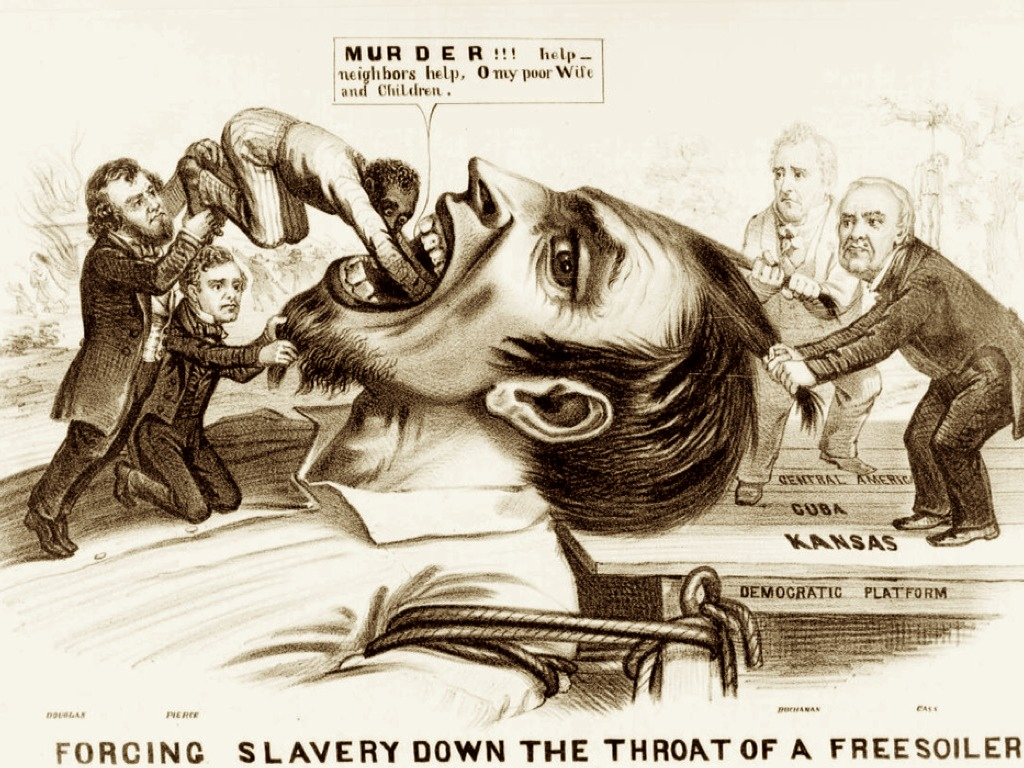 MURDER!!! help_
neighbors help, O my poor Wife
and Children.
CENTRAL AMERIC
CUBA
KANSAS
DEMOCRATIC PLATFORM
DOUGLAS PIERCE BUCHANAN CASS
FORCING SLAVERY DOWN THE THROAT OF A FREESOILER